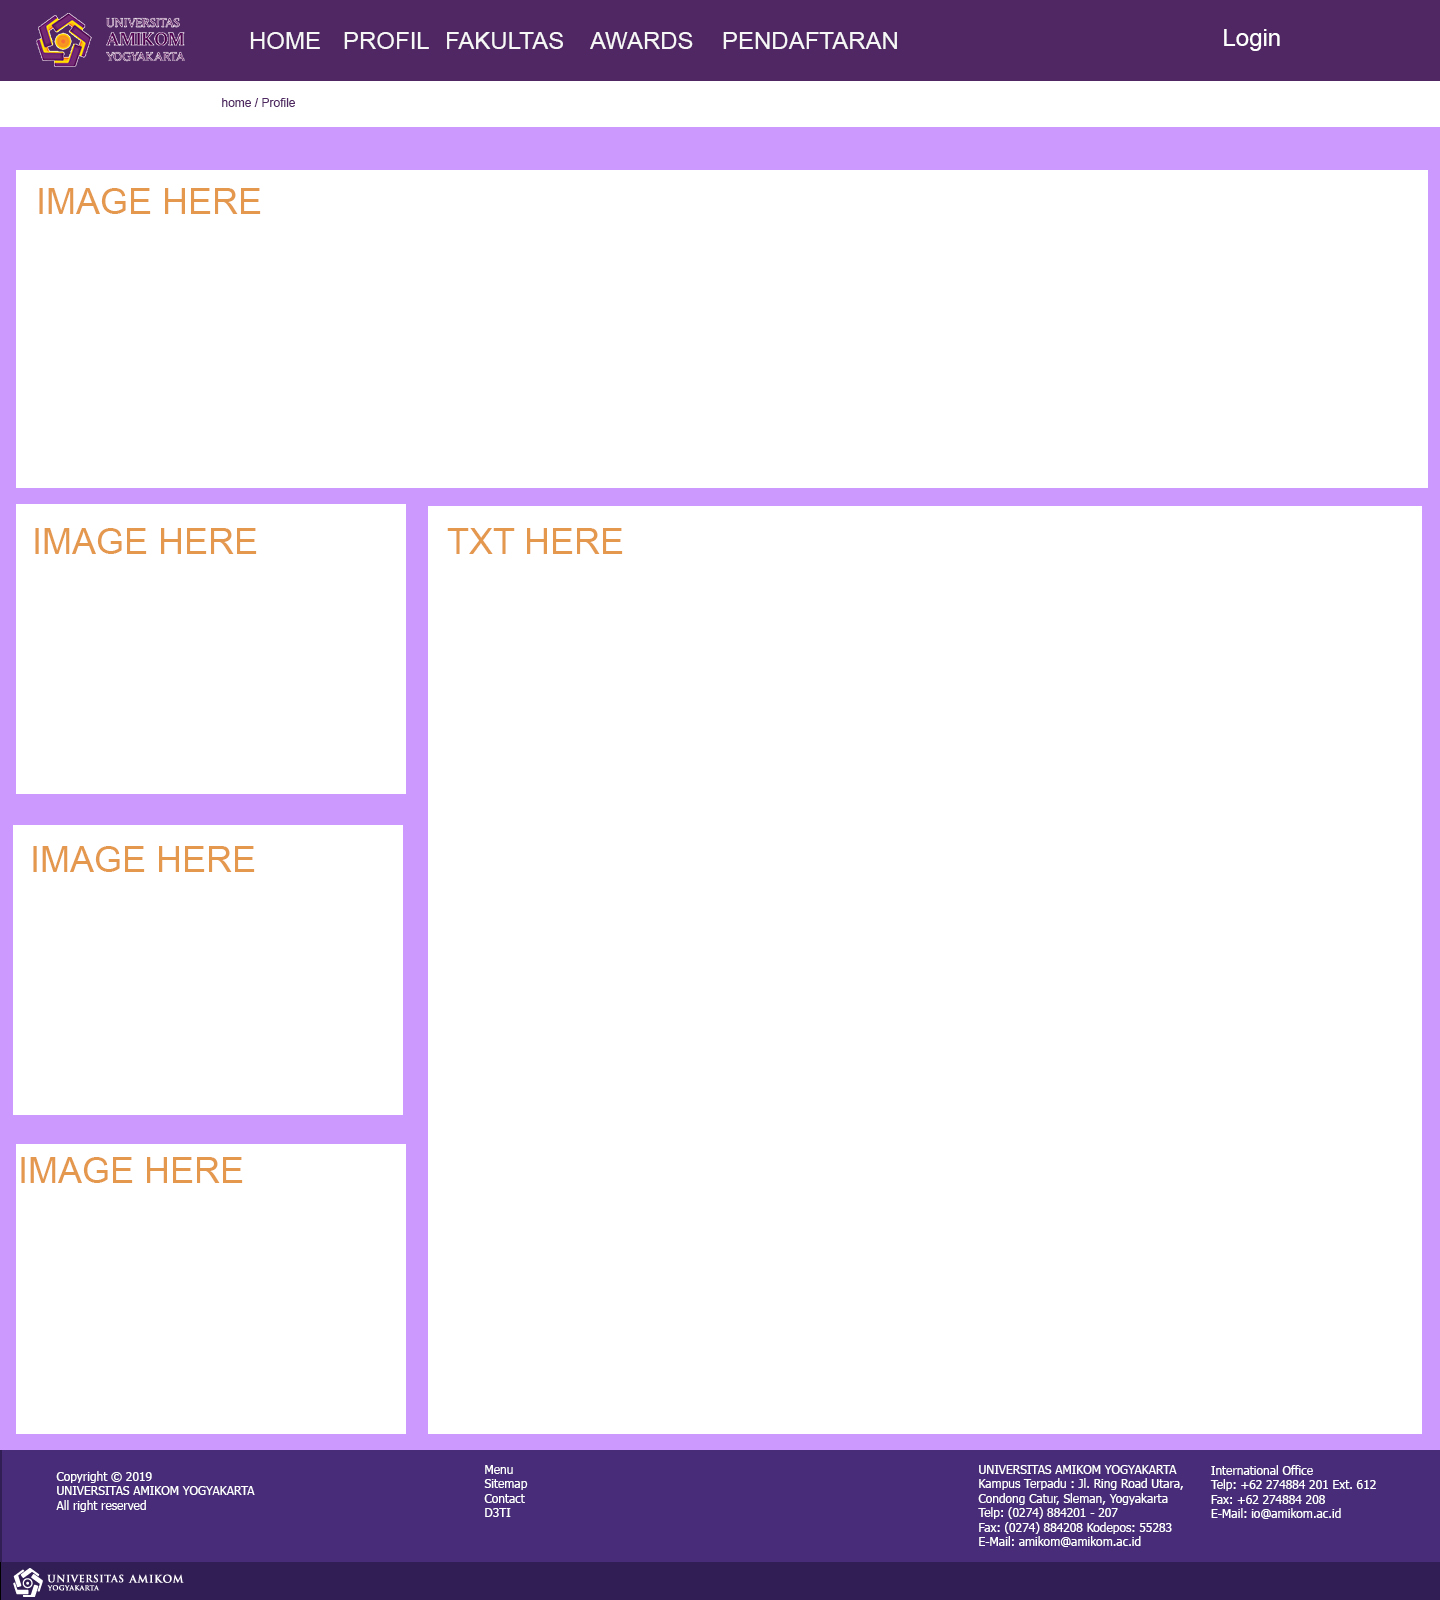 UNIVERSITAS
AMIKOM
YOGYAKARTA
HOME PROFIL FAKULTAS AWARDS PENDAFTARAN
Login
home / Profile
IMAGE HERE
IMAGE HERE
TXT HERE
IMAGE HERE
IMAGE HERE
Copyright © 2019
UNIVERSITAS AMIKOM YOGYAKARTA
All right reserved
Menu
Sitemap
Contact
D3TI
UNIVERSITAS AMIKOM YOGYAKARTA
Kampus Terpadu : Jl. Ring Road Utara,
Condong Catur, Sleman, Yogyakarta
Telp: (0274) 884201 - 207
Fax: (0274) 884208 Kodepos: 55283
E-Mail: amikom@amikom.ac.id
International Office
Telp: +62 274884 201 Ext. 612
Fax: +62 274884 208
E-Mail: io@amikom.ac.id
UNIVERSITAS AMIKOM
YOGYAKARTA